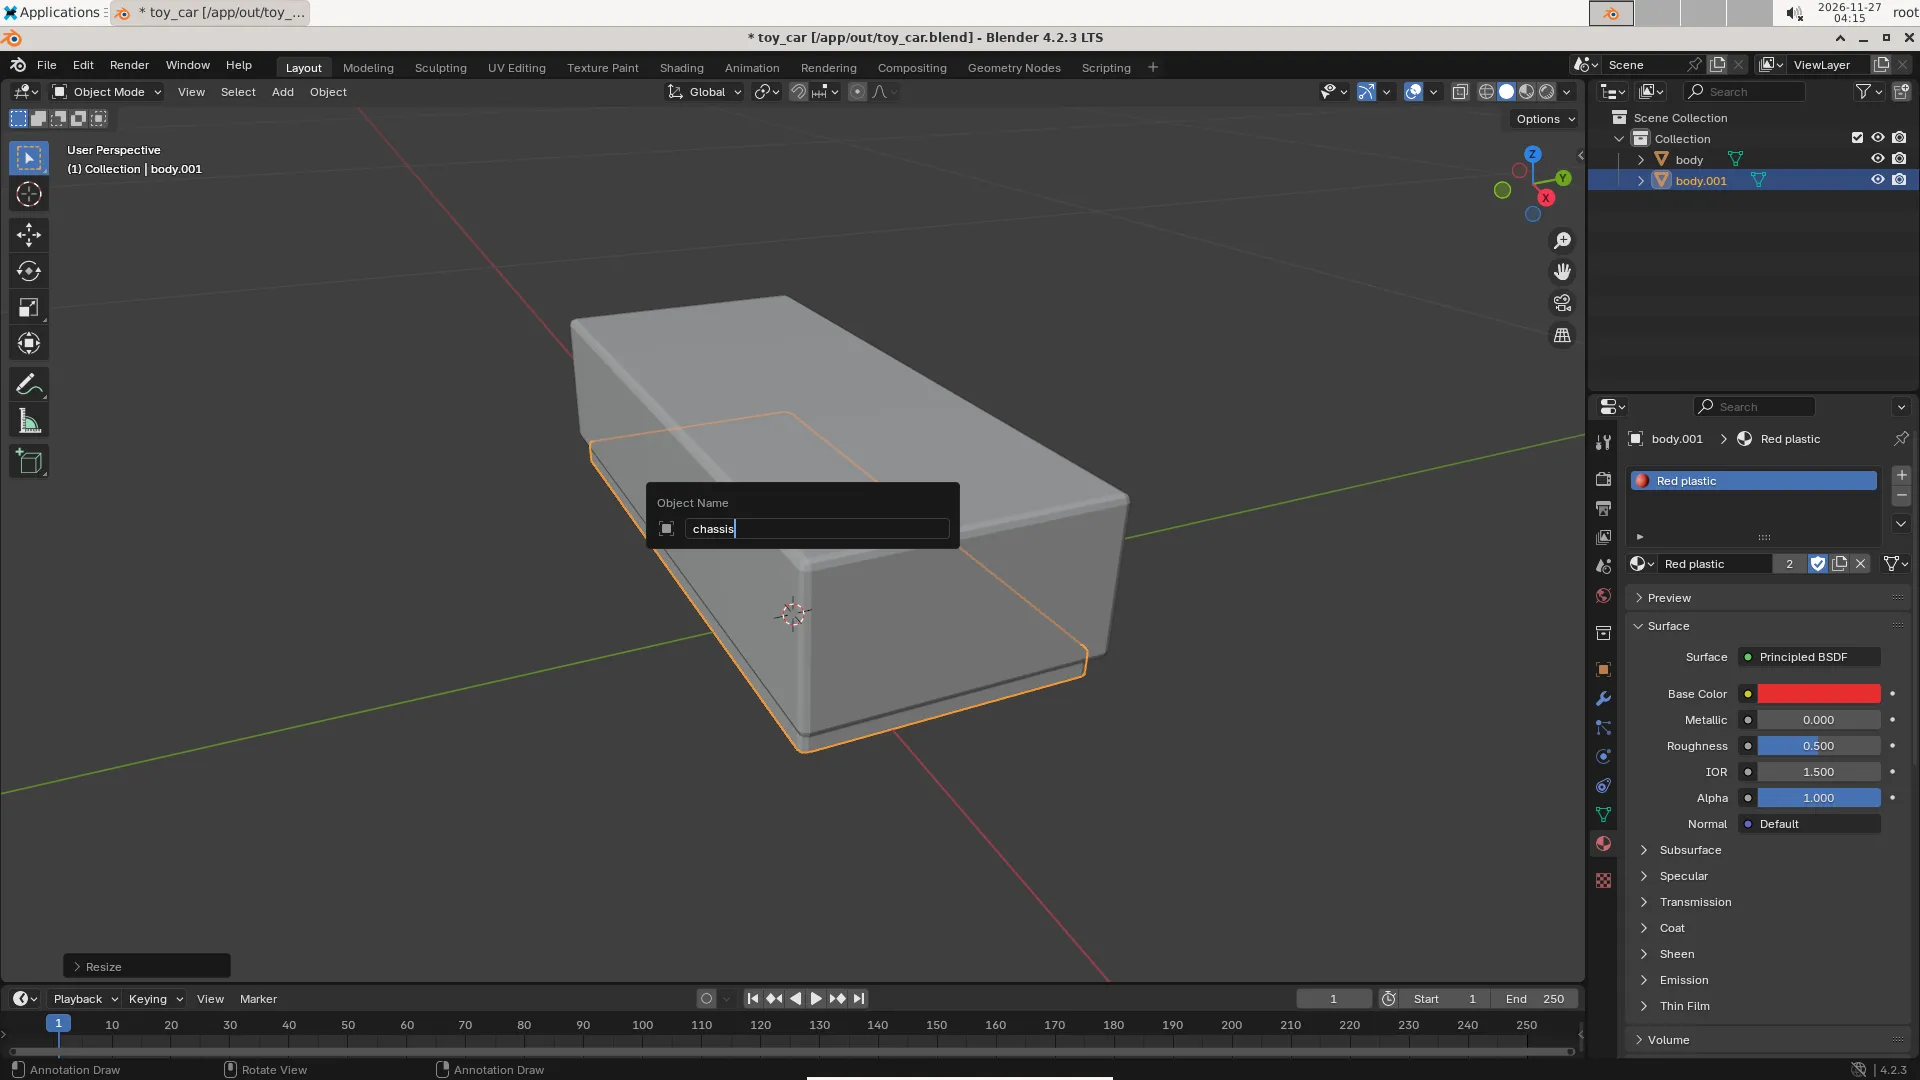 Applications
* toy_car [/app/out/toy_...
2026-11-27
04:15
root
* toy_car [/app/out/toy_car.blend] - Blender 4.2.3 LTS
File Edit Render Window Help
Layout Modeling Sculpting UV Editing Texture Paint Shading Animation Rendering Compositing Geometry Nodes Scripting
Scene
ViewLayer
Object Mode View Select Add Object
Global
Search
Options
User Perspective
(1) Collection | body.001
Z
Y
X
Scene Collection
Collection
body
body.001
Search
body.001 Red plastic
Red plastic
Object Name
chassis
Red plastic 2
Preview
Surface
Surface Principled BSDF
Base Color
Metallic 0.000
Roughness 0.500
IOR 1.500
Alpha 1.000
Normal Default
Subsurface
Specular
Transmission
Coat
Sheen
Emission
Thin Film
Volume
Resize
Playback Keying View Marker
1
Start 1
End 250
1 10 20 30 40 50 60 70 80 90 100 110 120 130 140 150 160 170 180 190 200 210 220 230 240 250
Annotation Draw
Rotate View
Annotation Draw
4.2.3